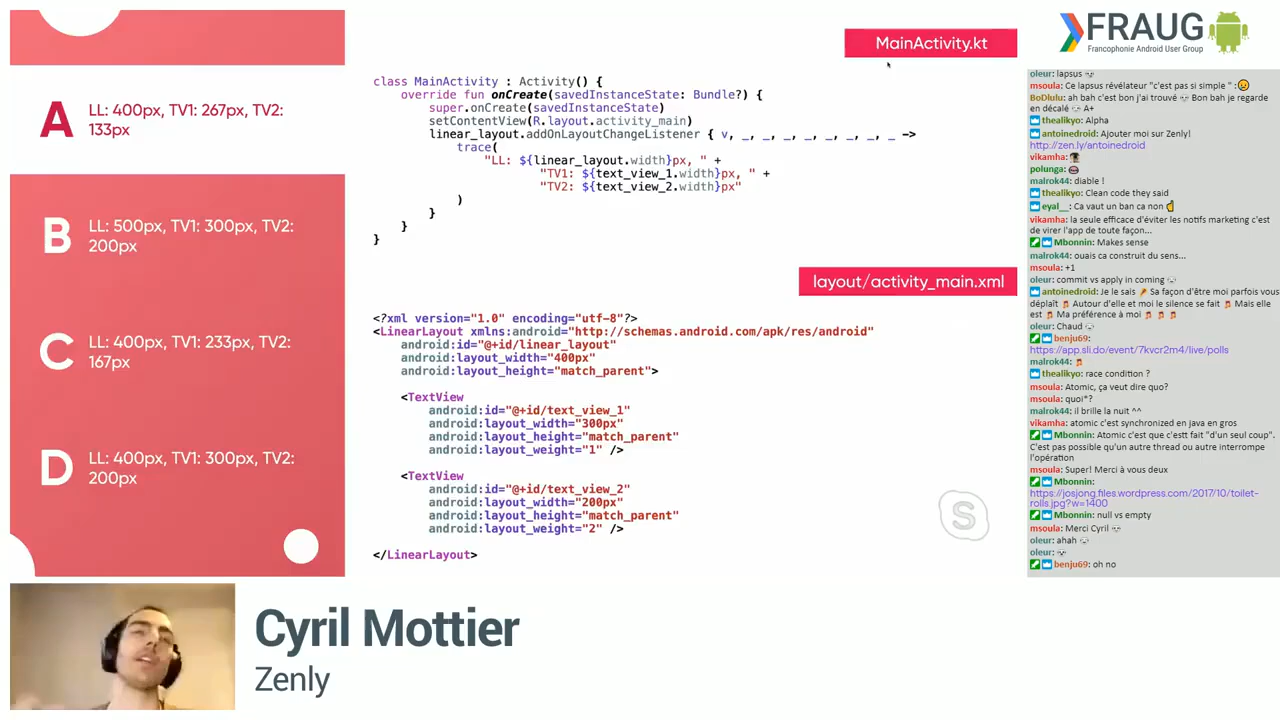 A
LL: 400px, TV1: 267px, TV2:
133px
B
LL: 500px, TV1: 300px, TV2:
200px
C
LL: 400px, TV1: 233px, TV2:
167px
D
LL: 400px, TV1: 300px, TV2:
200px
MainActivity.kt
class MainActivity : Activity() {
override fun onCreate(savedInstanceState: Bundle?) {
super.onCreate(savedInstanceState)
setContentView(R.layout.activity_main)
linear_layout.addOnLayoutChangeListener { v, _, _, _, _, _, _, _, _ ->
trace(
"LL: ${linear_layout.width}px, " +
"TV1: ${text_view_1.width}px, " +
"TV2: ${text_view_2.width}px"
)
}
}
}
layout/activity_main.xml
<?xml version="1.0" encoding="utf-8"?>
<LinearLayout xmlns:android="http://schemas.android.com/apk/res/android"
android:id="@+id/linear_layout"
android:layout_width="400px"
android:layout_height="match_parent">
<TextView
android:id="@+id/text_view_1"
android:layout_width="300px"
android:layout_height="match_parent"
android:layout_weight="1" />
<TextView
android:id="@+id/text_view_2"
android:layout_width="200px"
android:layout_height="match_parent"
android:layout_weight="2" />
</LinearLayout>
S
FRAUG
Francophonie Android User Group
oleur: lapsus
msoula: Ce lapsus révélateur "c'est pas si simple" :
BoDlulu: ah bah c'est bon j'ai trouvé Bon bah je regarde
en décalé A+
thealikyo: Alpha
antoinedroid: Ajouter moi sur Zenly!
http://zen.ly/antoinedroid
vikamha:
polunga:
malrok44: diable !
thealikyo: Clean code they said
eyal__: Ca vaut un ban ca non
vikamha: la seule efficace d'éviter les notifs marketing c'est
de virer l'app de toute façon...
Mbonnin: Makes sense
malrok44: ouais ca construit du sens...
msoula: +1
oleur: commit vs apply in coming
antoinedroid: Je le sais Sa façon d'être moi parfois vous
déplaît Autour d'elle et moi le silence se fait Mais elle
est Ma préférence à moi
oleur: Chaud
benju69:
https://app.sli.do/event/7kvcr2m4/live/polls
malrok44:
thealikyo: race condition ?
msoula: Atomic, ça veut dire quo?
msoula: quoi*?
malrok44: il brille la nuit ^^
vikamha: atomic c'est synchronized en java en gros
Mbonnin: Atomic c'est que c'estt fait "d'un seul coup".
C'est pas possible qu'un autre thread ou autre interrompe
l'opération
msoula: Super! Merci à vous deux
Mbonnin:
https://josjong.files.wordpress.com/2017/10/toilet-
rolls.jpg?w=1400
Mbonnin: null vs empty
msoula: Merci Cyril
oleur: ahah
oleur:
benju69: oh no
Cyril Mottier
Zenly